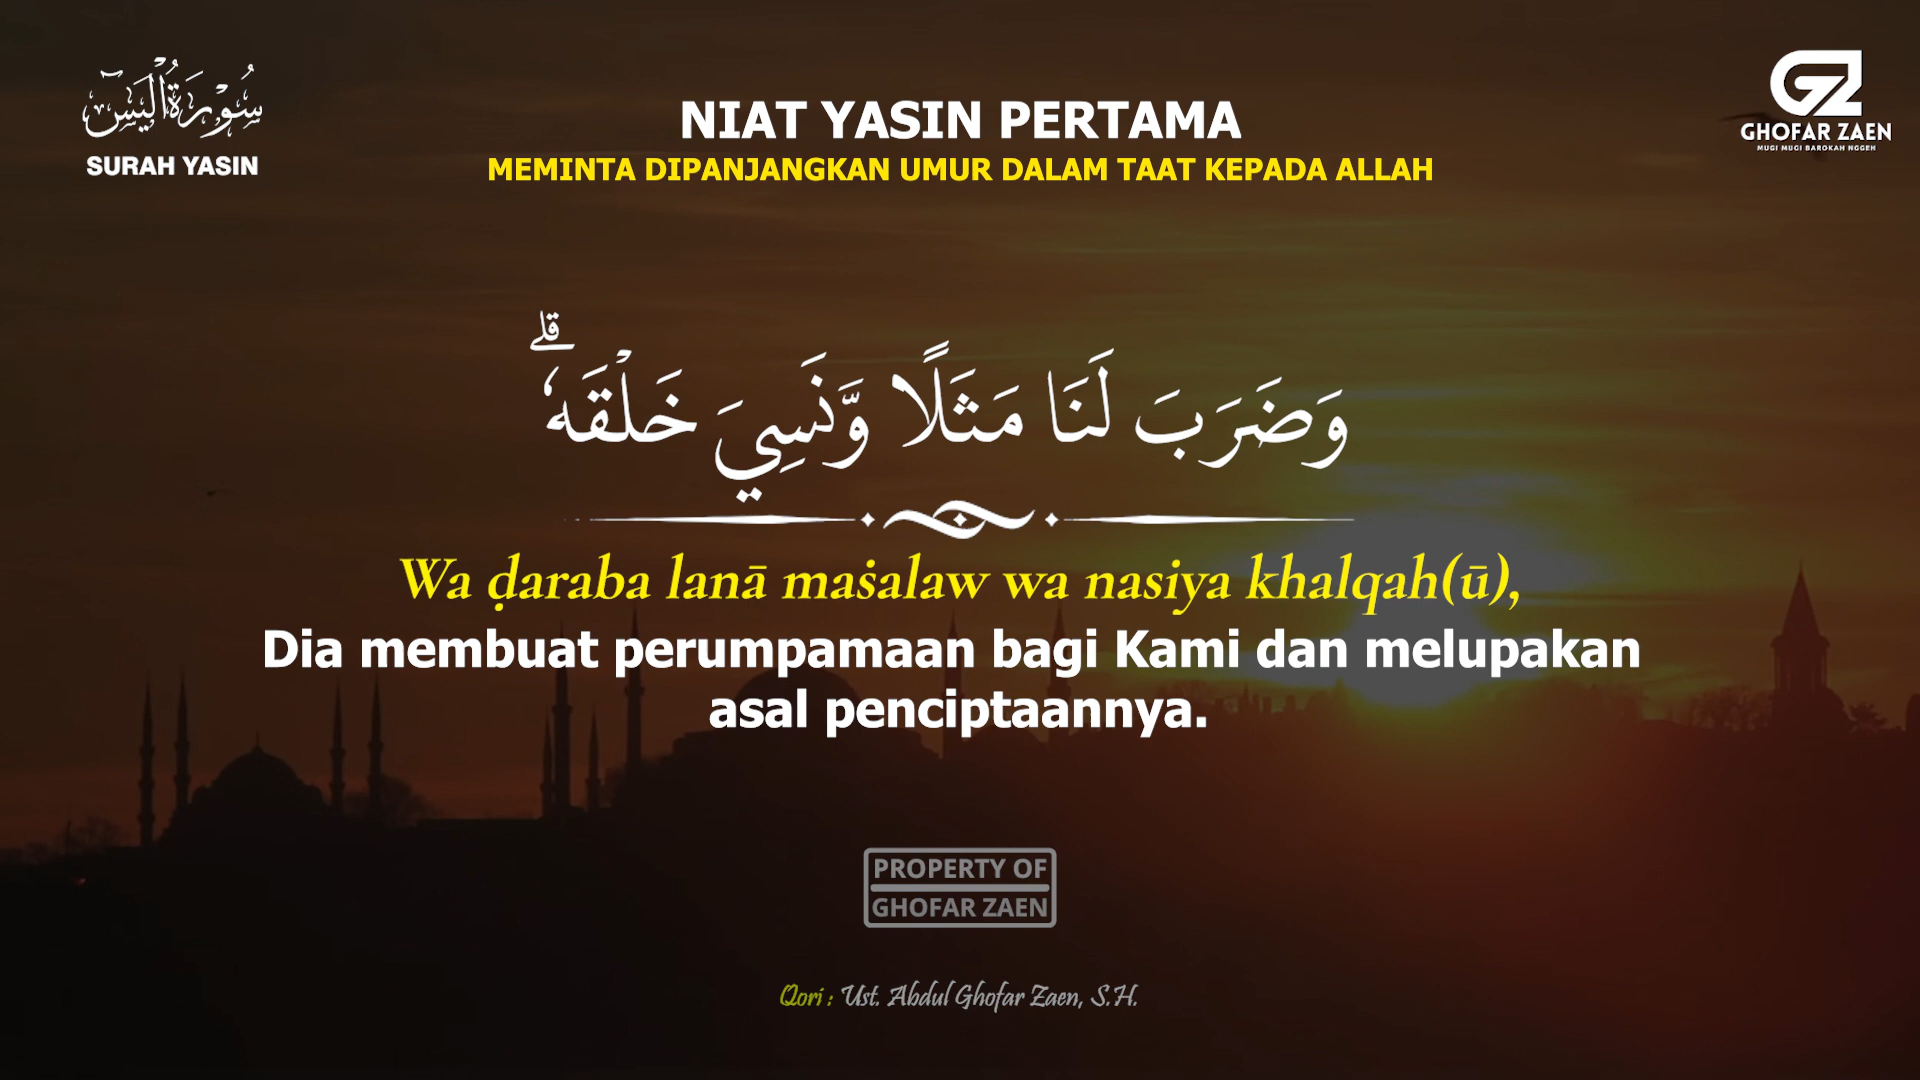 سُوْرَةُ الْيٰسٓ
SURAH YASIN
NIAT YASIN PERTAMA
MEMINTA DIPANJANGKAN UMUR DALAM TAAT KEPADA ALLAH
GZ
GHOFAR ZAEN
MUGI MUGI BAROKAH NGGEH
وَضَرَبَ لَنَا مَثَلًا وَّنَسِيَ خَلْقَهٗۗ
Wa ḍaraba lanā maṡalaw wa nasiya khalqah(ū),
Dia membuat perumpamaan bagi Kami dan melupakan
asal penciptaannya.
PROPERTY OF
GHOFAR ZAEN
Qori : Ust. Abdul Ghofar Zaen, S.H.